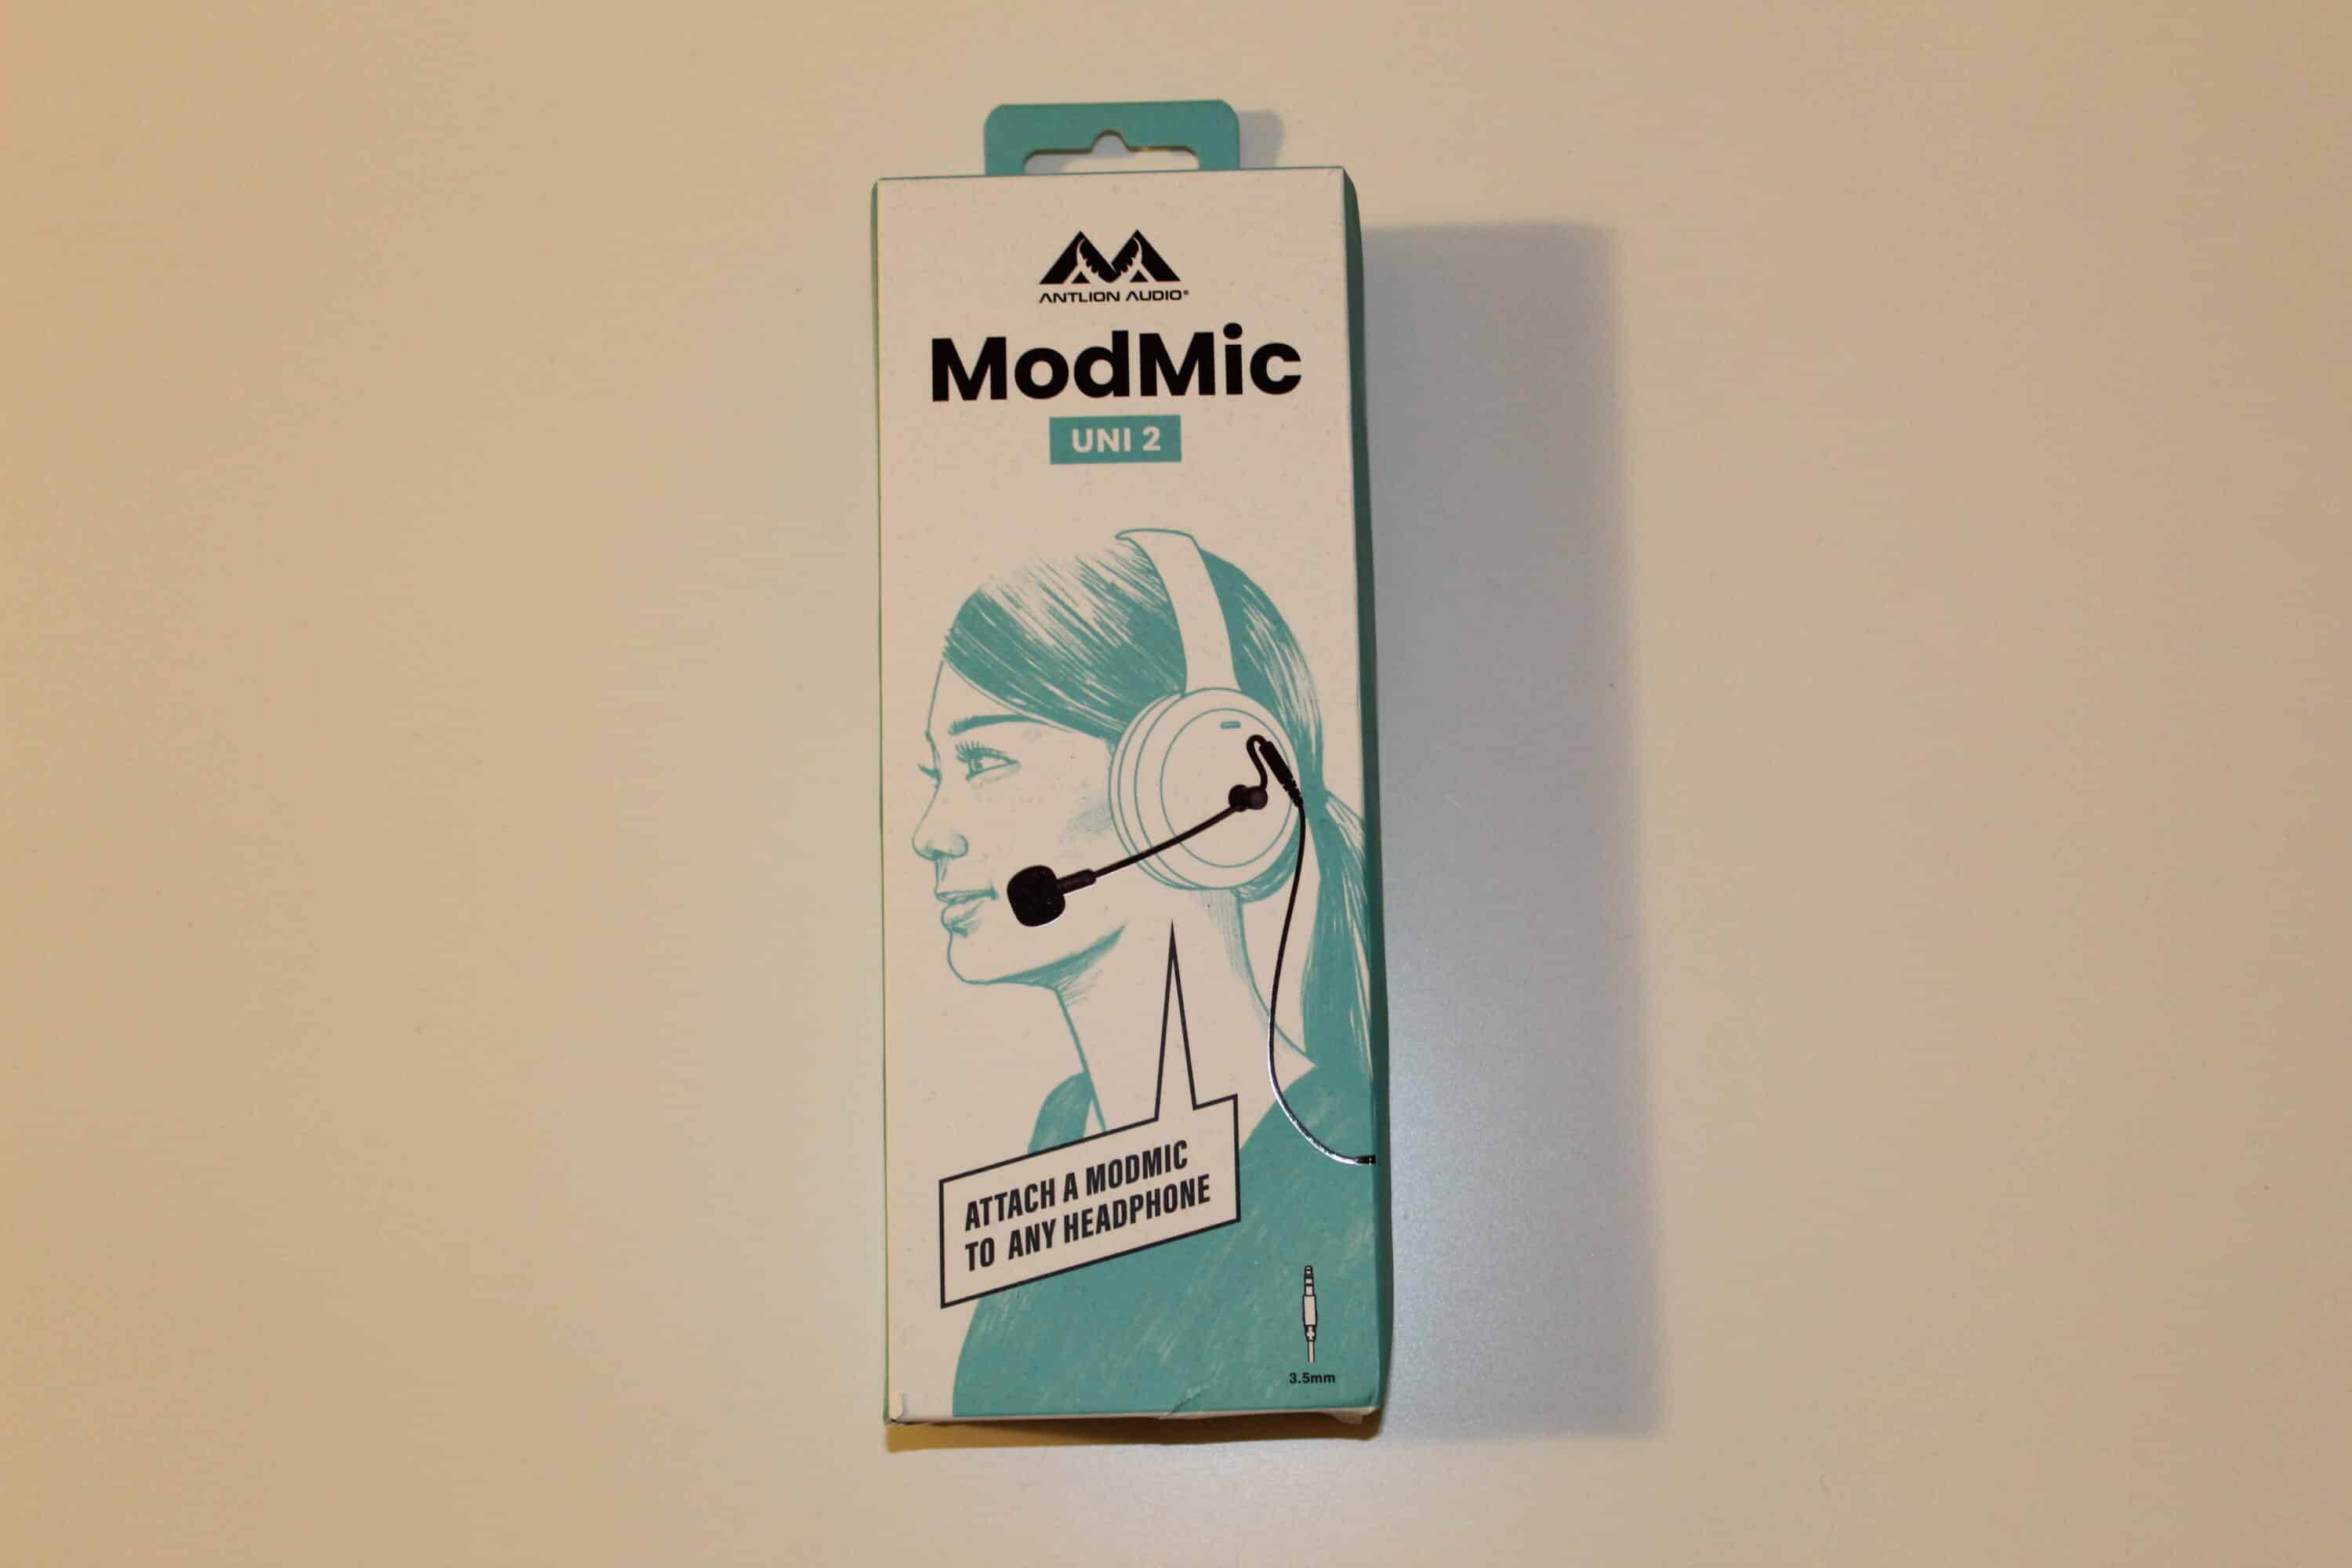 ANTLION AUDIO®
ModMic
UNI 2
ATTACH A MODMIC
TO ANY HEADPHONE
3.5mm